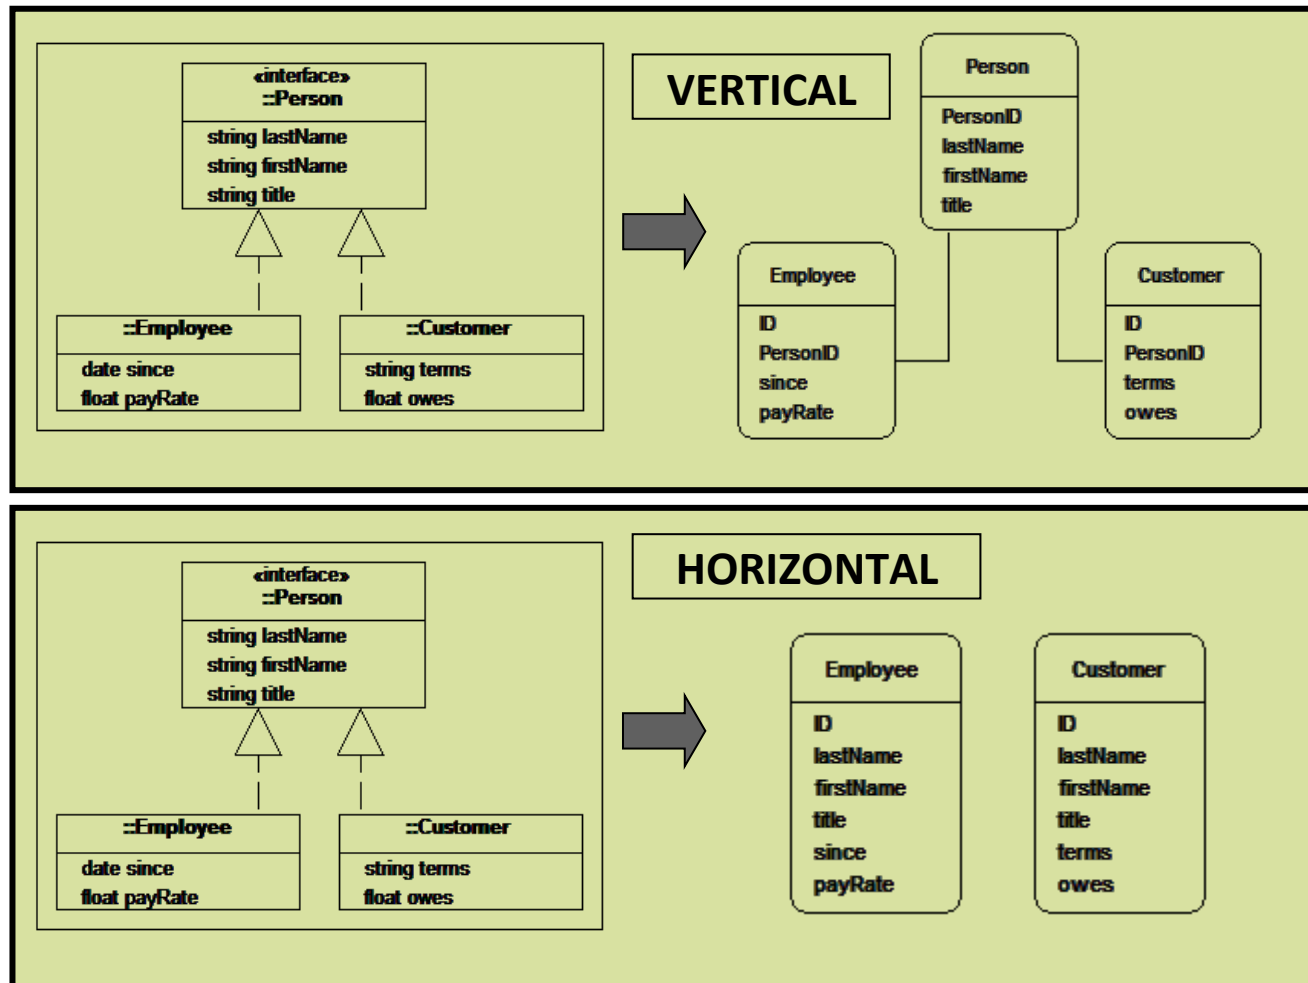 «interface»
::Person
string lastName
string firstName
string title
::Employee
date since
float payRate
::Customer
string terms
float owes
VERTICAL
Person
PersonID
lastName
firstName
title
Employee
ID
PersonID
since
payRate
Customer
ID
PersonID
terms
owes
«interface»
::Person
string lastName
string firstName
string title
::Employee
date since
float payRate
::Customer
string terms
float owes
HORIZONTAL
Employee
ID
lastName
firstName
title
since
payRate
Customer
ID
lastName
firstName
title
terms
owes